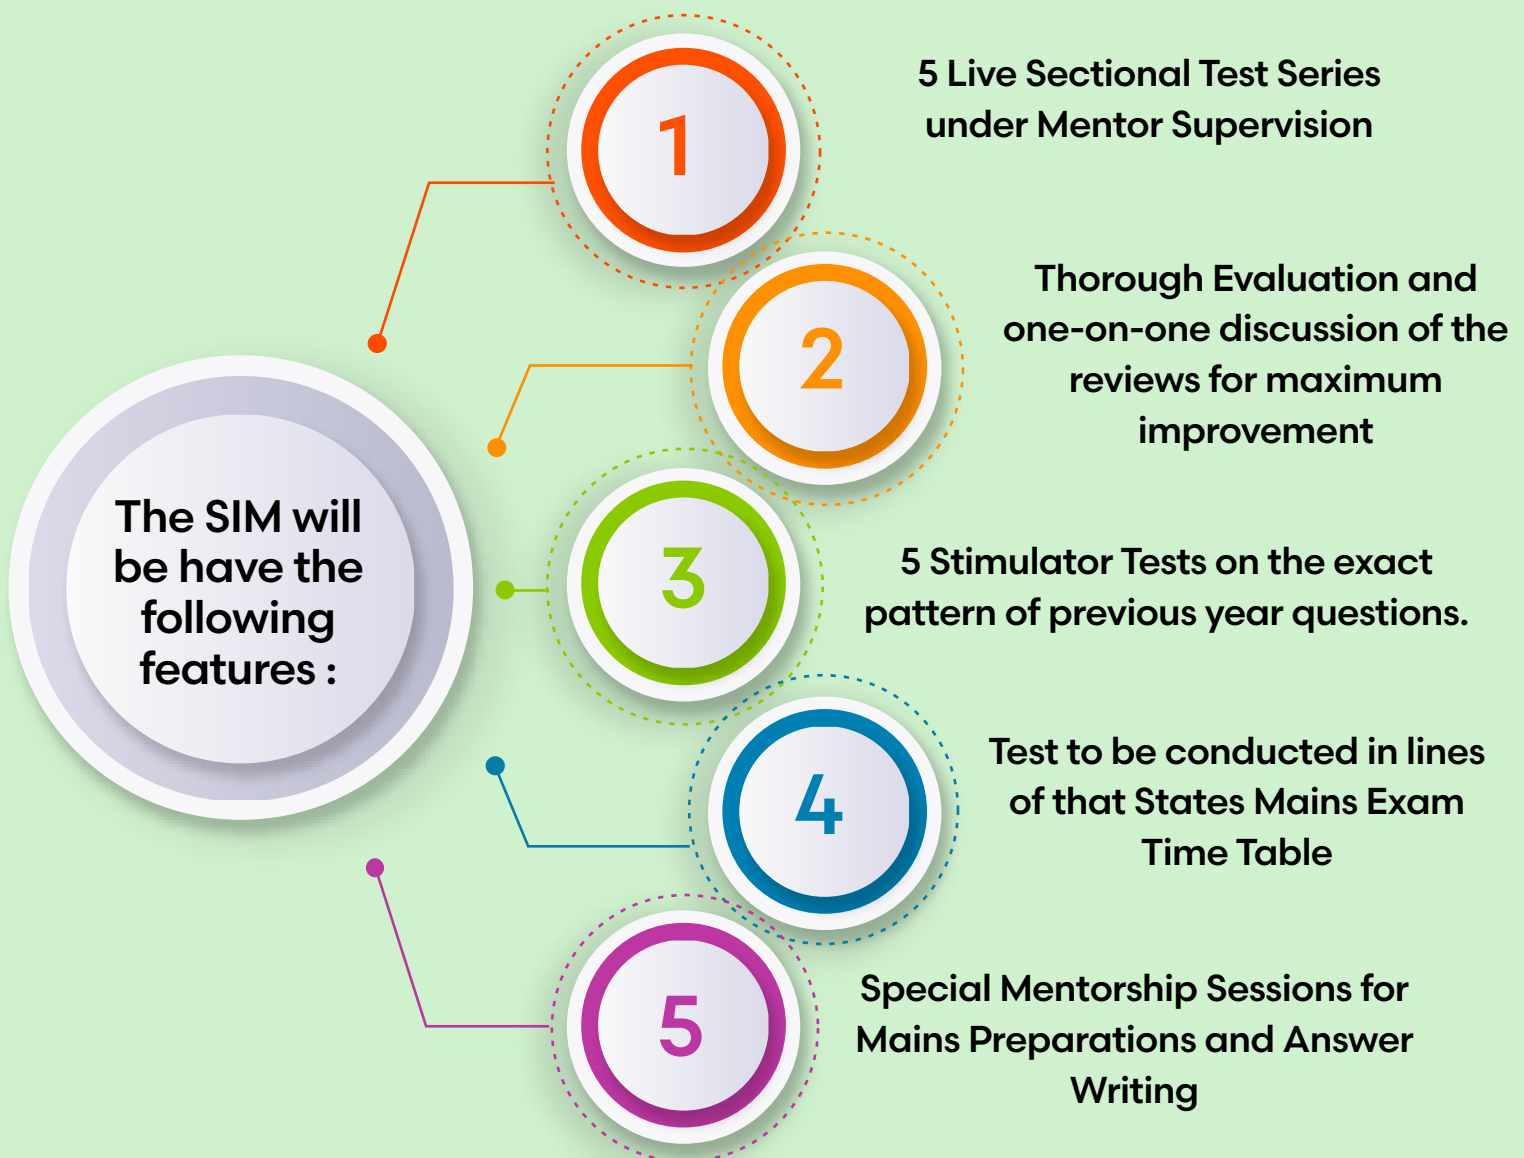 The SIM will
be have the
following
features :
1
5 Live Sectional Test Series
under Mentor Supervision
2
Thorough Evaluation and
one-on-one discussion of the
reviews for maximum
improvement
3
5 Stimulator Tests on the exact
pattern of previous year questions.
4
Test to be conducted in lines
of that States Mains Exam
Time Table
5
Special Mentorship Sessions for
Mains Preparations and Answer
Writing